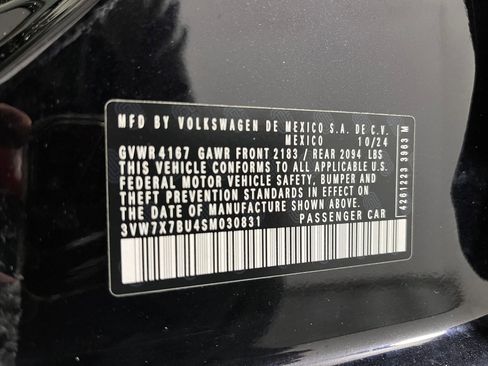 MFD BY VOLKSWAGEN DE MEXICO S.A. DE C.V.
MEXICO 10/24
GVWR 4167 GAWR FRONT 2183 / REAR 2094 LBS
THIS VEHICLE CONFORMS TO ALL APPLICABLE
FEDERAL MOTOR VEHICLE SAFETY, BUMPER AND
THEFT PREVENTION STANDARDS IN EFFECT ON
THE DATE OF MANUFACTURE SHOWN ABOVE.
3VW7X7BU4SM030831 PASSENGER CAR
4261223 3963 M